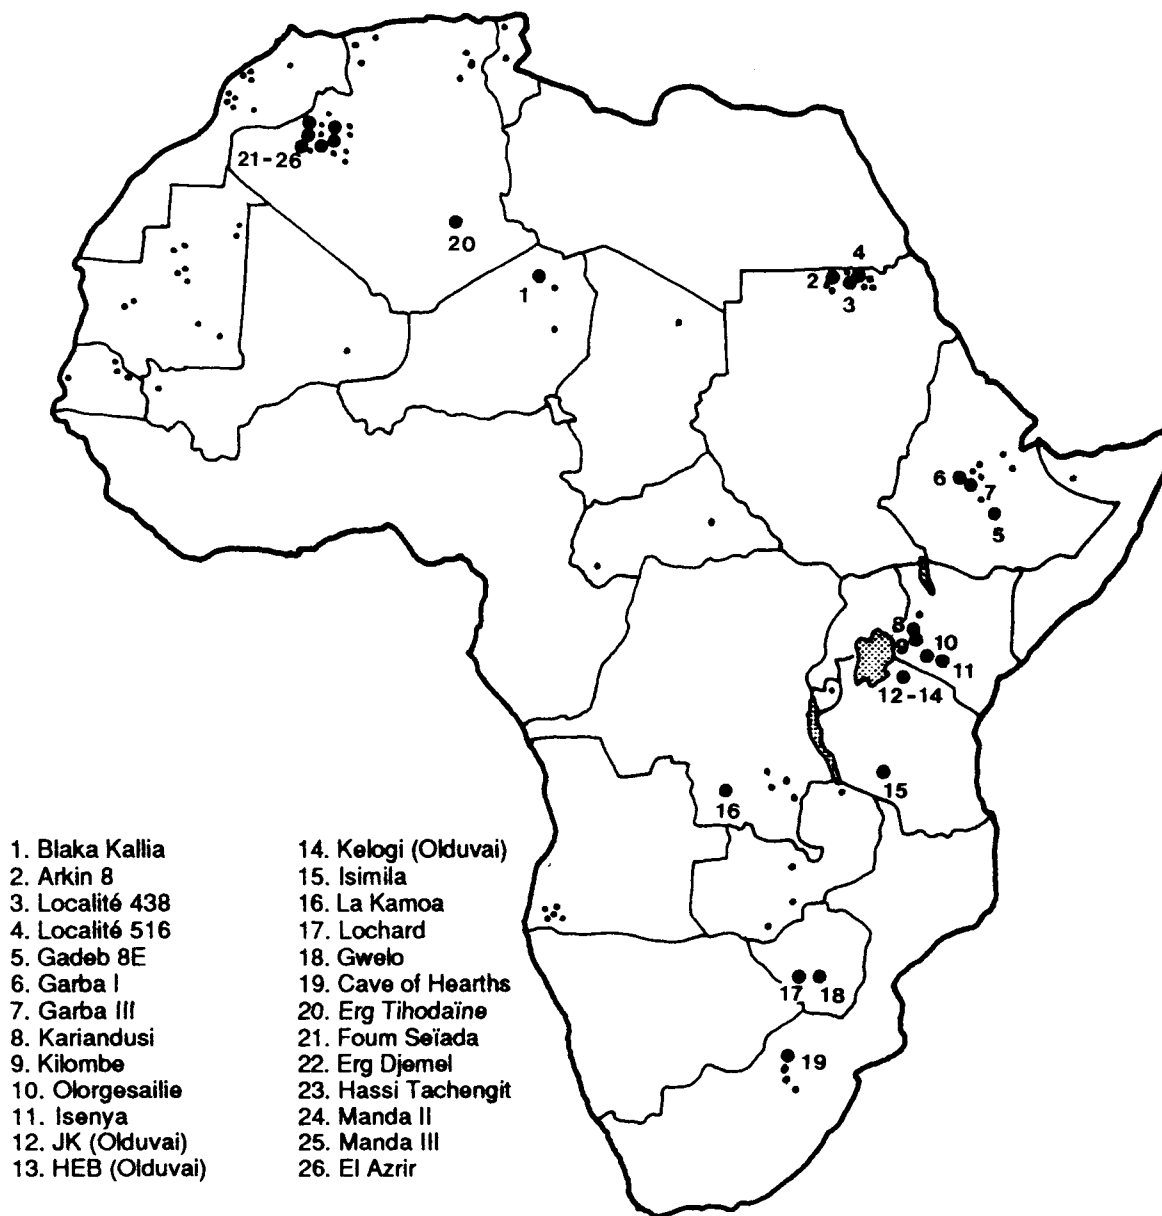 21-26
20
1
4
2
3
6
7
5
8
9
10
11
12-14
15
16
17
18
19
1. Blaka Kallia
2. Arkin 8
3. Localité 438
4. Localité 516
5. Gadeb 8E
6. Garba I
7. Garba III
8. Kariandusi
9. Kilombe
10. Olorgesailie
11. Isenya
12. JK (Olduvai)
13. HEB (Olduvai)
14. Kelogi (Olduvai)
15. Isimila
16. La Kamoa
17. Lochard
18. Gwelo
19. Cave of Hearths
20. Erg Tihodaïne
21. Foum Seïada
22. Erg Djemel
23. Hassi Tachengit
24. Manda II
25. Manda III
26. El Azrir